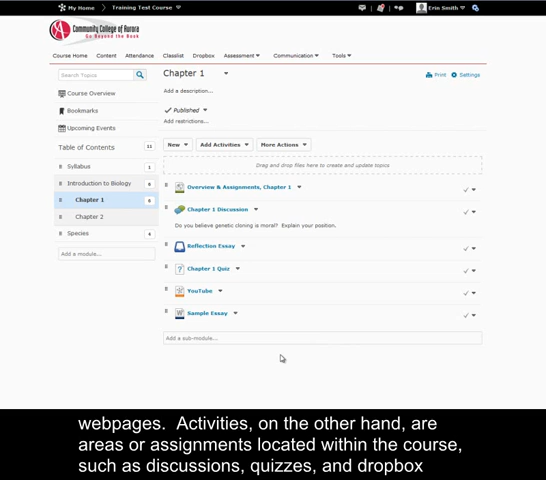 My Home
Training Test Course
Erin Smith
Community College of Aurora
Go Beyond the Book
Course Home Content Attendance Classlist Dropbox Assessment Communication Tools
Search Topics
Chapter 1
Print Settings
Course Overview
Add a description...
Bookmarks
Published
Upcoming Events
Add restrictions...
Table of Contents 11
New Add Activities More Actions
Syllabus 1
Drag and drop files here to create and update topics
Introduction to Biology 6
Overview & Assignments, Chapter 1
Chapter 1 6
Chapter 1 Discussion
Chapter 2
Do you believe genetic cloning is moral? Explain your position.
Species 4
Reflection Essay
Add a module...
Chapter 1 Quiz
YouTube
Sample Essay
Add a sub-module...
webpages. Activities, on the other hand, are
areas or assignments located within the course,
such as discussions, quizzes, and dropbox